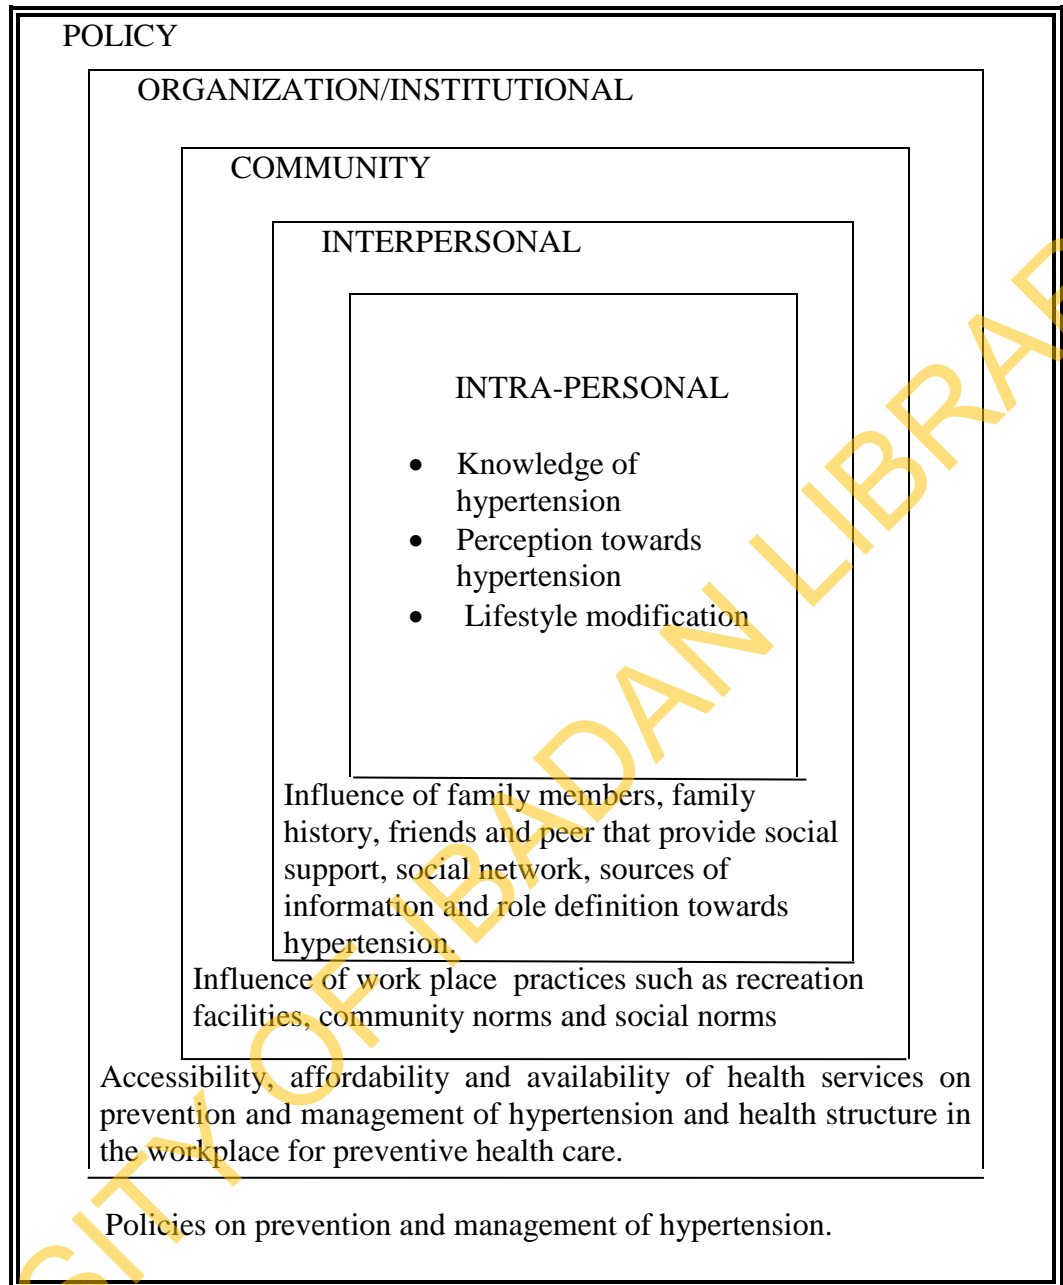 POLICY
ORGANIZATION/INSTITUTIONAL
COMMUNITY
INTERPERSONAL
INTRA-PERSONAL
• Knowledge of
hypertension
• Perception towards
hypertension
• Lifestyle modification
Influence of family members, family
history, friends and peer that provide social
support, social network, sources of
information and role definition towards
hypertension.
Influence of work place practices such as recreation
facilities, community norms and social norms
Accessibility, affordability and availability of health services on
prevention and management of hypertension and health structure in
the workplace for preventive health care.
Policies on prevention and management of hypertension.
SITY OF IBADAN LIBRAR